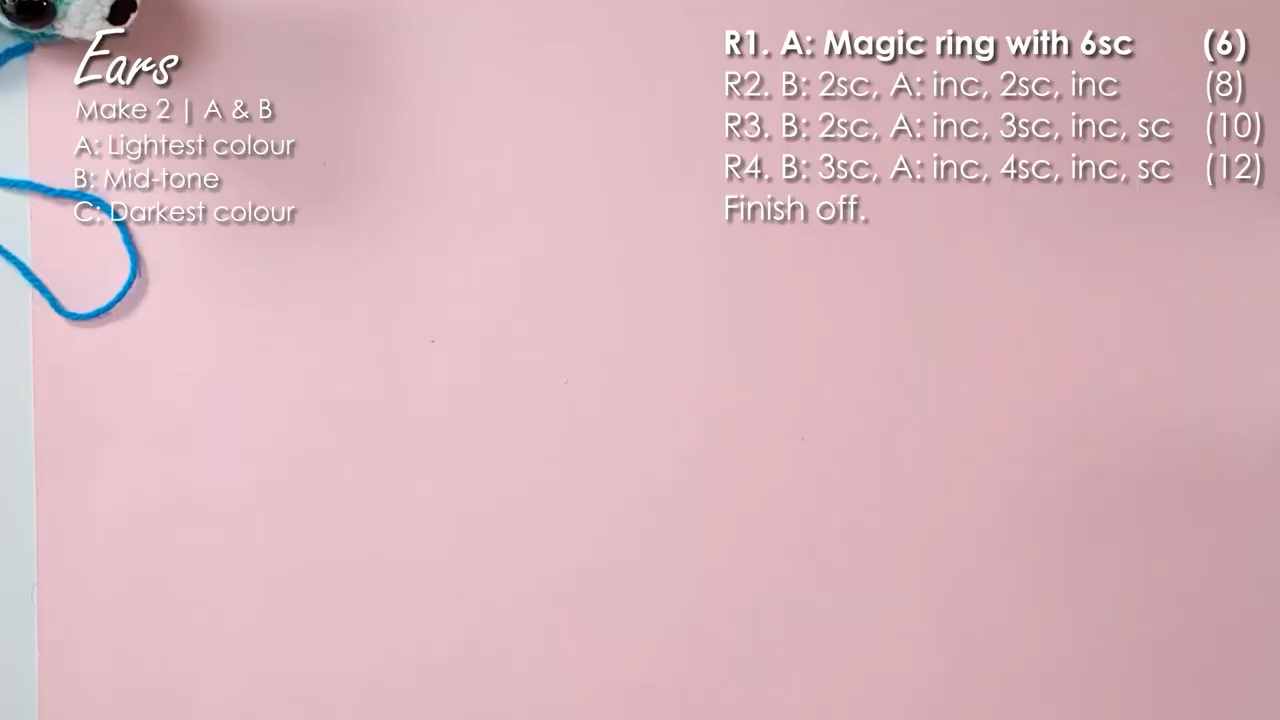 Ears
Make 2 | A & B
A: Lightest colour
B: Mid-tone
C: Darkest colour
R1. A: Magic ring with 6sc (6)
R2. B: 2sc, A: inc, 2sc, inc (8)
R3. B: 2sc, A: inc, 3sc, inc, sc (10)
R4. B: 3sc, A: inc, 4sc, inc, sc (12)
Finish off.